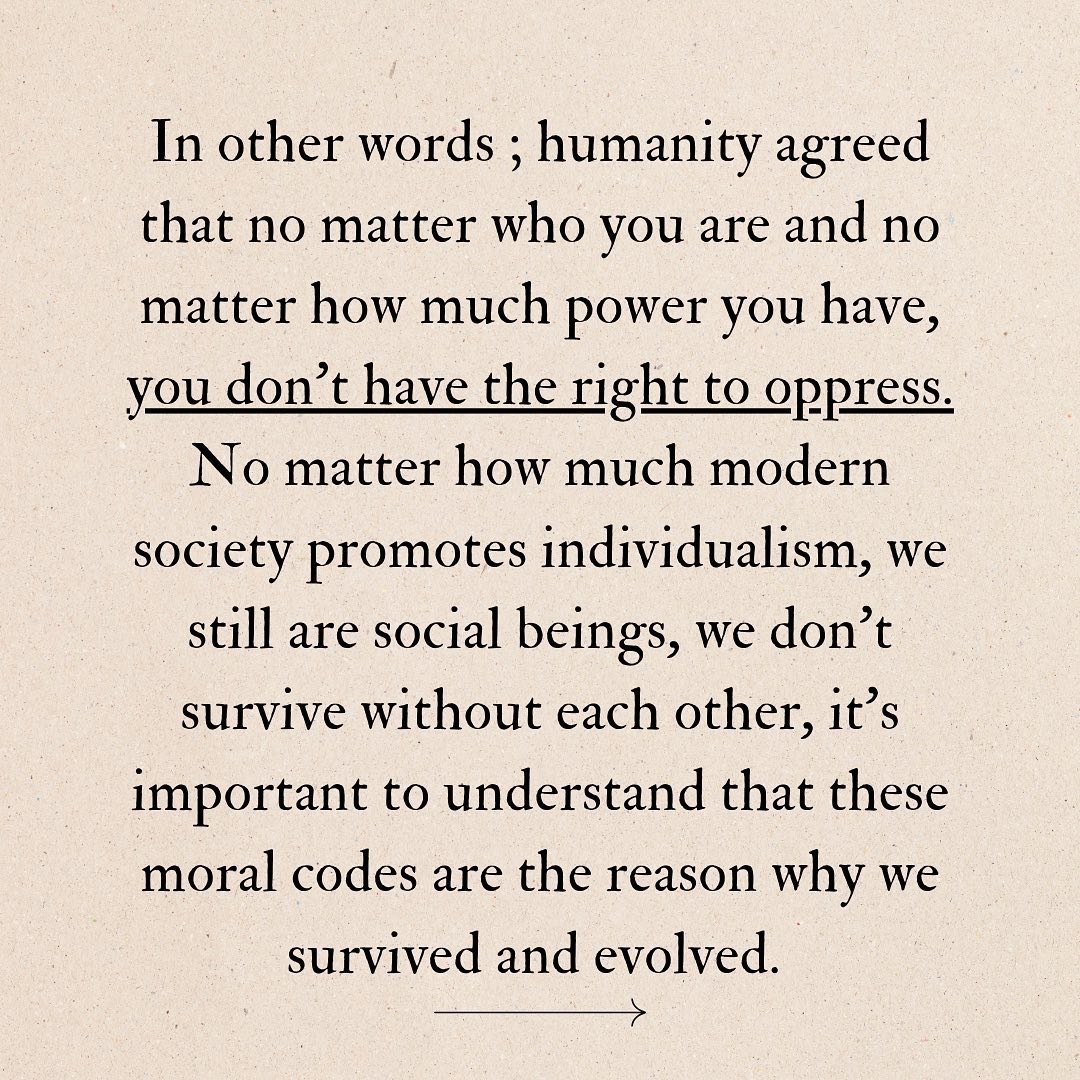 In other words ; humanity agreed
that no matter who you are and no
matter how much power you have,
you don’t have the right to oppress.
No matter how much modern
society promotes individualism, we
still are social beings, we don’t
survive without each other, it’s
important to understand that these
moral codes are the reason why we
survived and evolved.